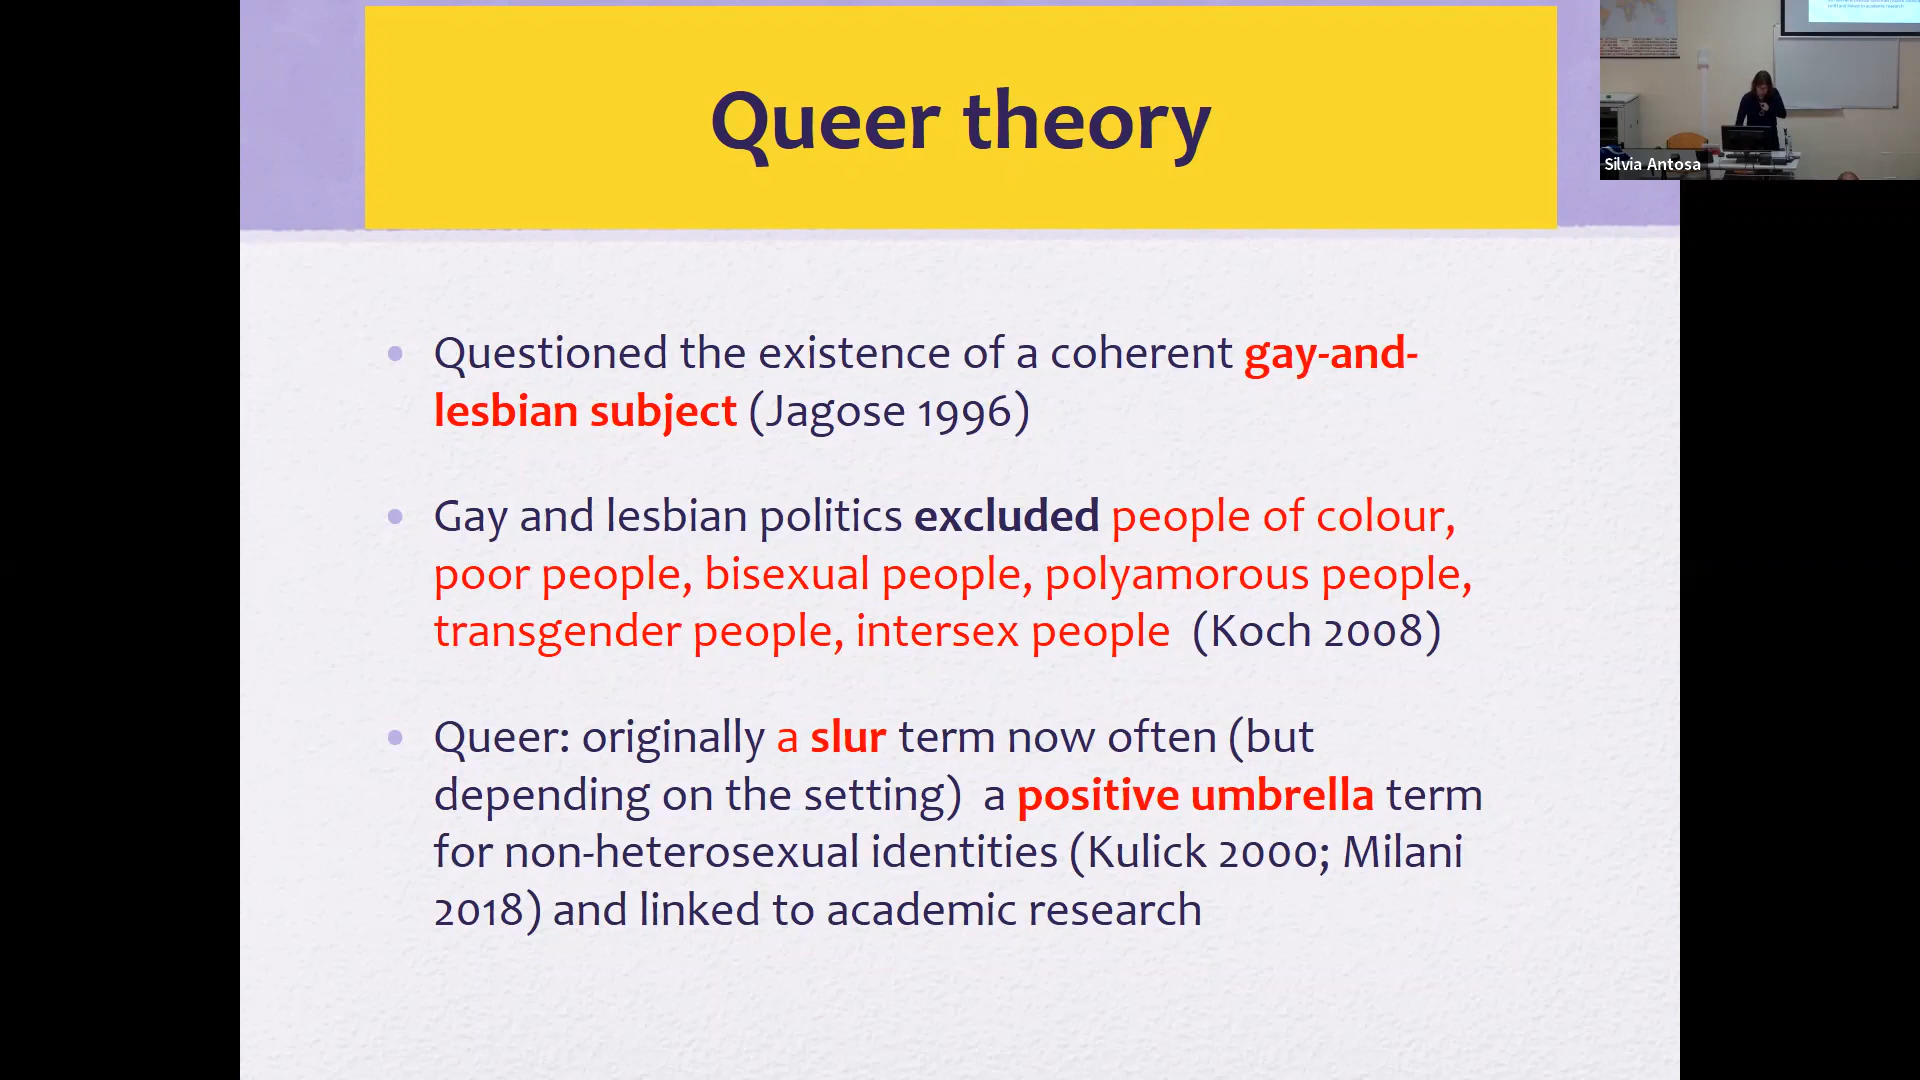 Queer theory
Silvia Antosa
Questioned the existence of a coherent gay-and-
lesbian subject (Jagose 1996)
Gay and lesbian politics excluded people of colour,
poor people, bisexual people, polyamorous people,
transgender people, intersex people (Koch 2008)
Queer: originally a slur term now often (but
depending on the setting) a positive umbrella term
for non-heterosexual identities (Kulick 2000; Milani
2018) and linked to academic research